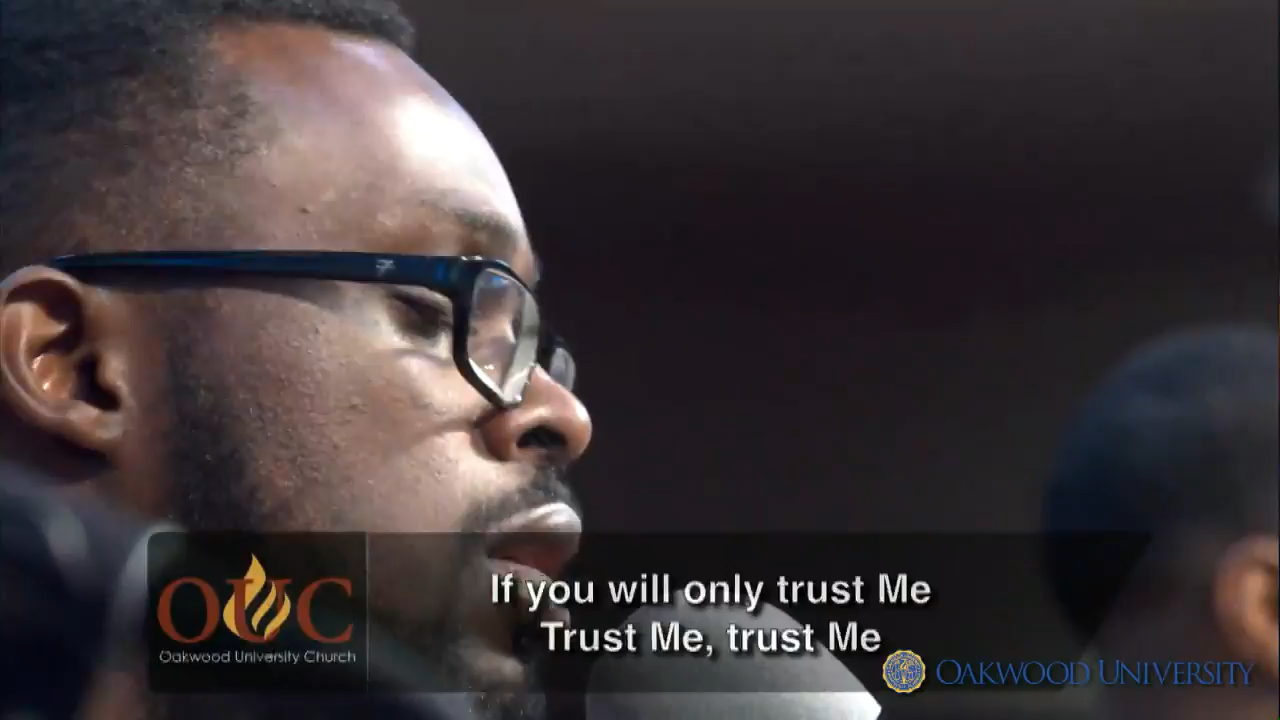 OUC
Oakwood University Church
If you will only trust Me
Trust Me, trust Me
OAKWOOD UNIVERSITY